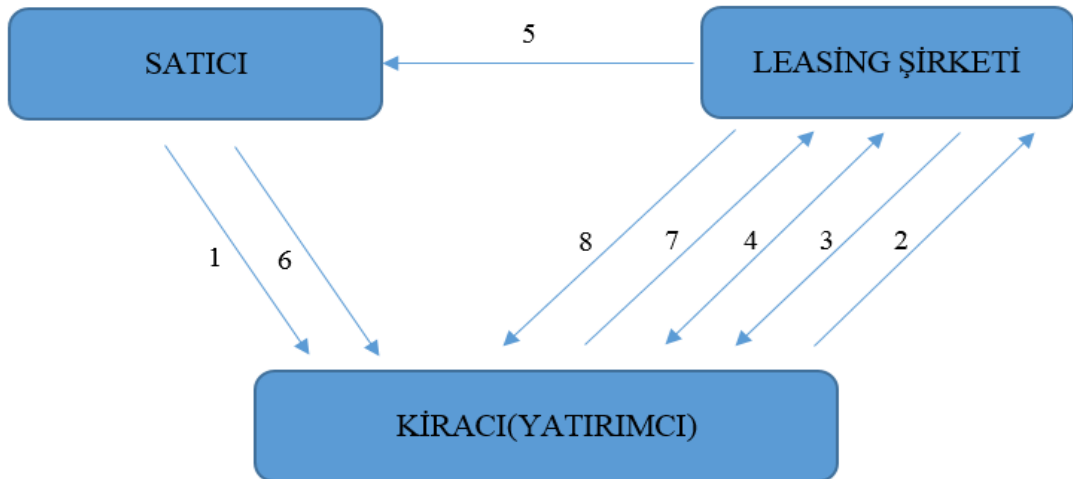 SATICI
5
LEASİNG ŞİRKETİ
1
6
8
7
4
3
2
KİRACI(YATIRIMCI)